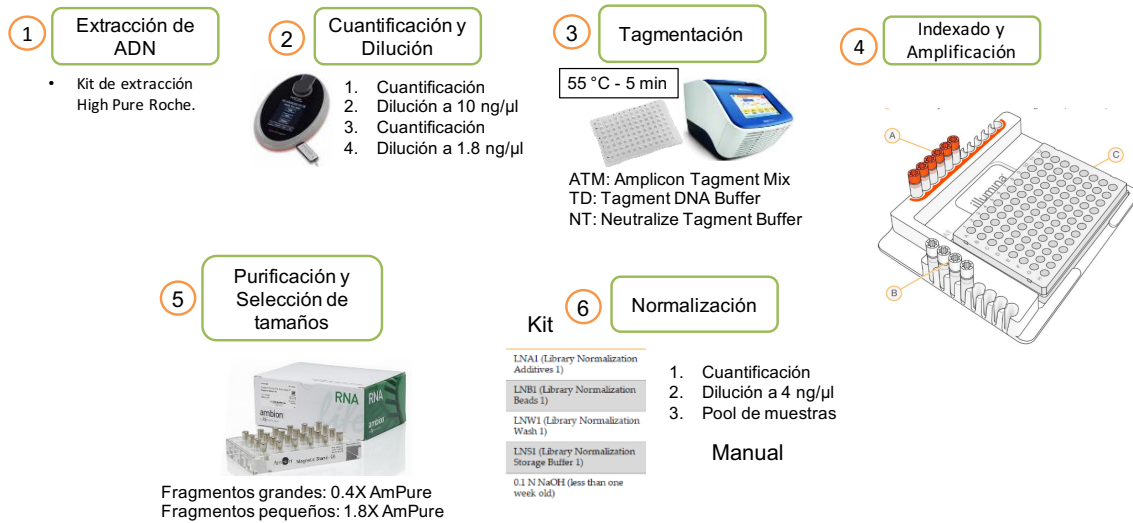 1
Extracción de
ADN
• Kit de extracción
High Pure Roche.
2
Cuantificación y
Dilución
1. Cuantificación
2. Dilución a 10 ng/µl
3. Cuantificación
4. Dilución a 1.8 ng/µl
3
Tagmentación
55 °C - 5 min
ATM: Amplicon Tagment Mix
TD: Tagment DNA Buffer
NT: Neutralize Tagment Buffer
4
Indexado y
Amplificación
A
C
illumina
B
5
Purificación y
Selección de
tamaños
RNA
RNA
ambion
ambion
Fragmentos grandes: 0.4X AmPure
Fragmentos pequeños: 1.8X AmPure
6
Normalización
Kit
LNA1 (Library Normalization
Additives 1)
LNB1 (Library Normalization
Beads 1)
LNW1 (Library Normalization
Wash 1)
LNS1 (Library Normalization
Storage Buffer 1)
0.1 N NaOH (less than one
week old)
1. Cuantificación
2. Dilución a 4 ng/µl
3. Pool de muestras
Manual